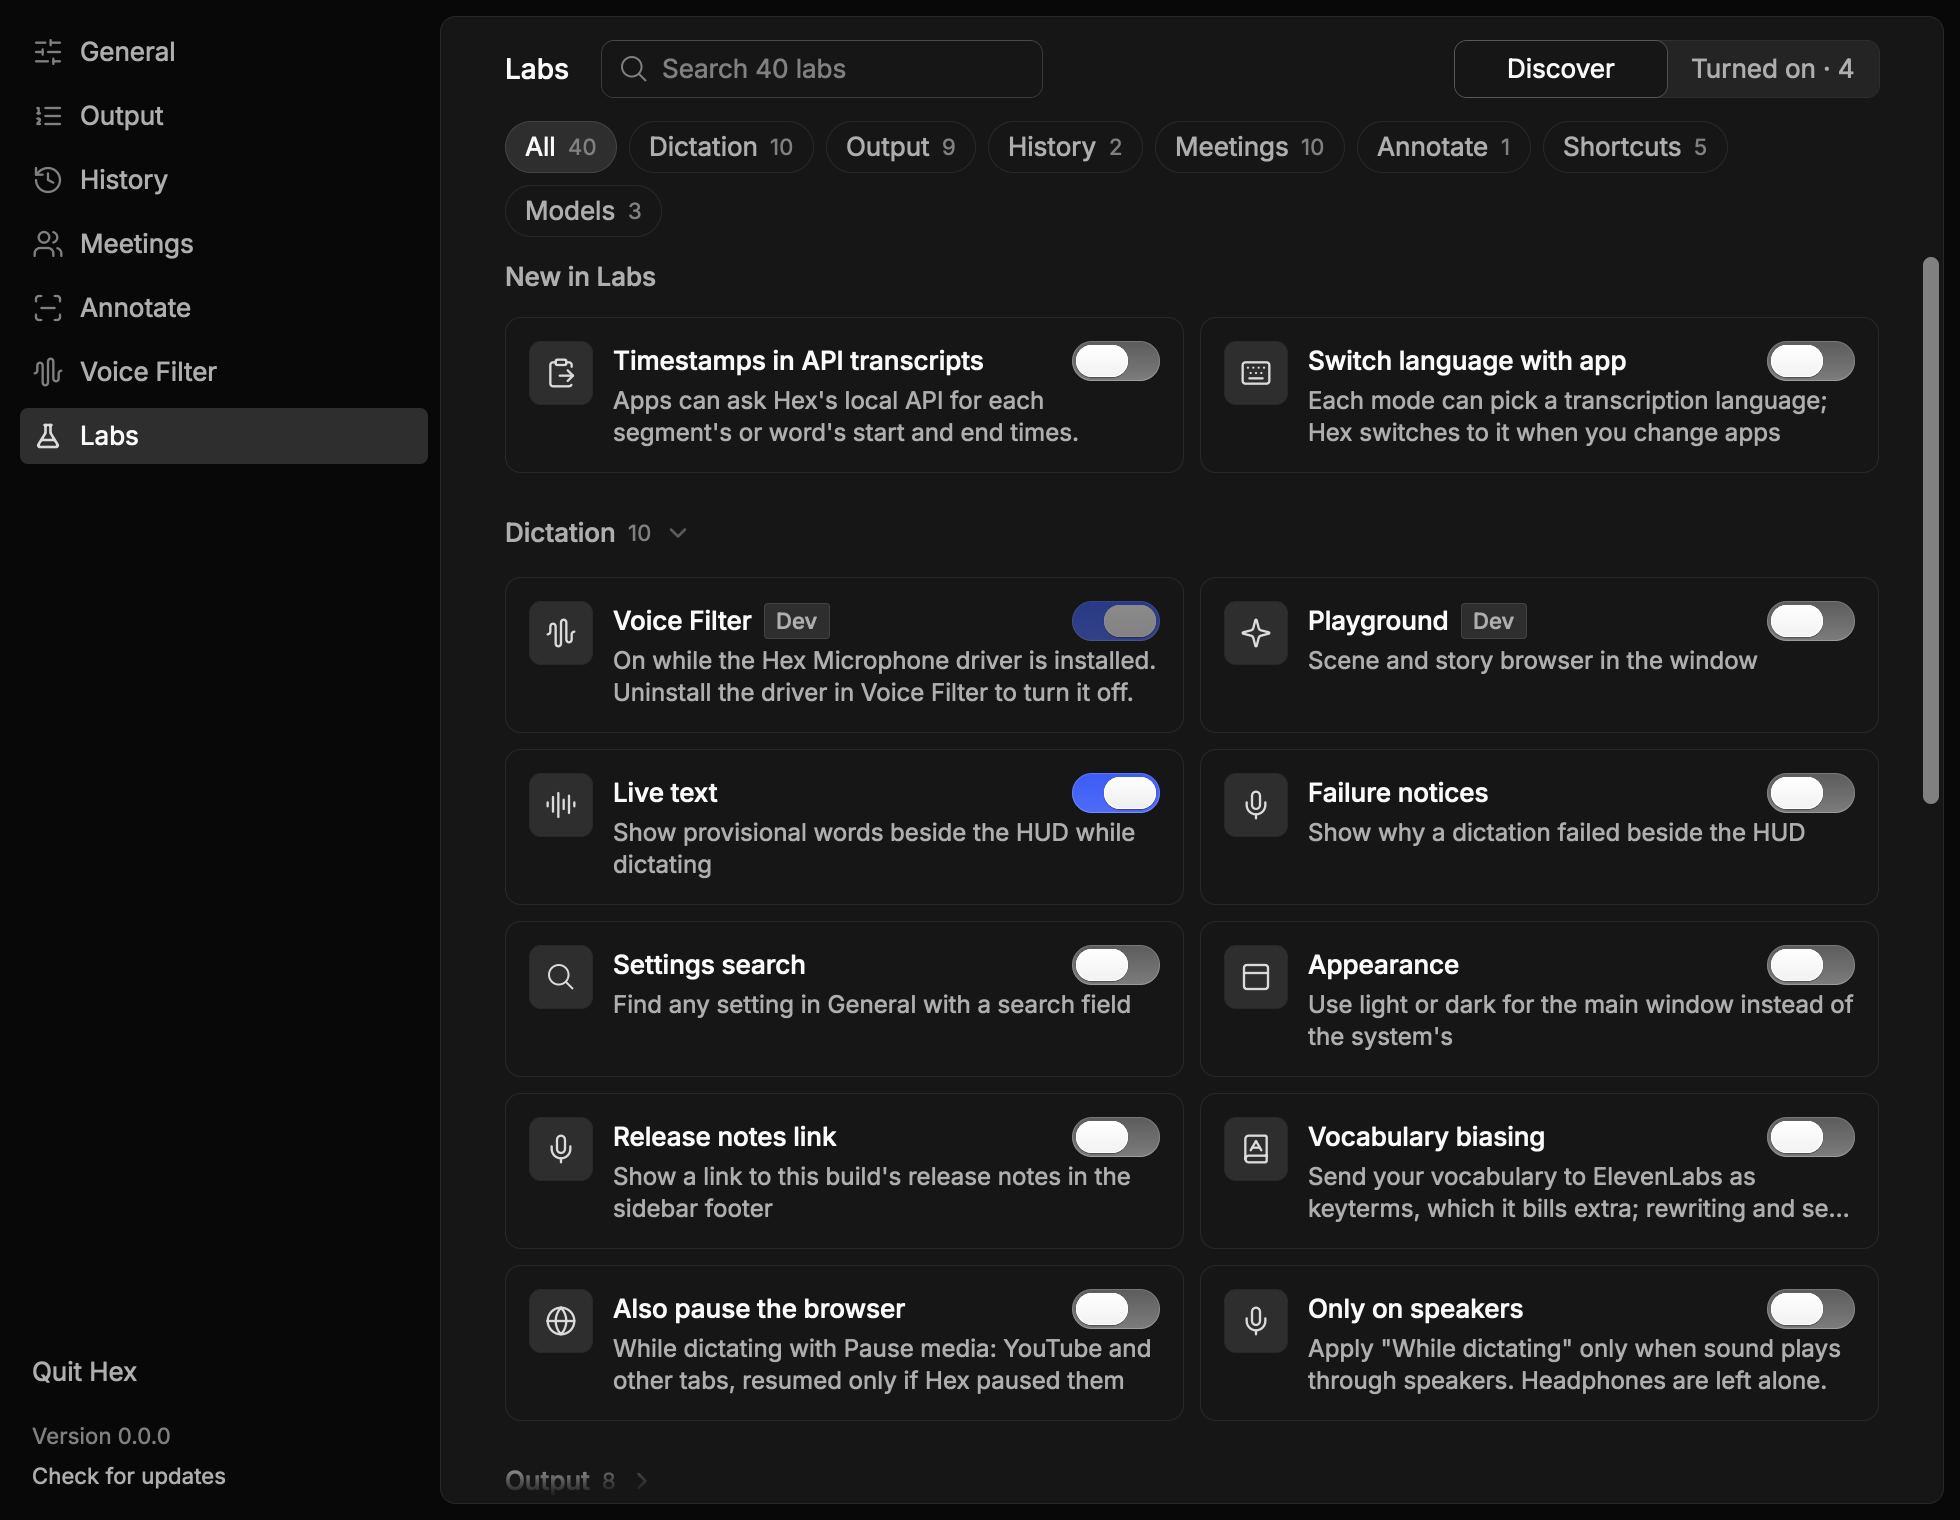 General
Output
History
Meetings
Annotate
Voice Filter
Labs
Quit Hex
Version 0.0.0
Check for updates
Labs
Search 40 labs
Discover
Turned on · 4
All 40
Dictation 10
Output 9
History 2
Meetings 10
Annotate 1
Shortcuts 5
Models 3
New in Labs
Timestamps in API transcripts
Apps can ask Hex's local API for each
segment's or word's start and end times.
Switch language with app
Each mode can pick a transcription language;
Hex switches to it when you change apps
Dictation 10
Voice Filter Dev
On while the Hex Microphone driver is installed.
Uninstall the driver in Voice Filter to turn it off.
Playground Dev
Scene and story browser in the window
Live text
Show provisional words beside the HUD while
dictating
Failure notices
Show why a dictation failed beside the HUD
Settings search
Find any setting in General with a search field
Appearance
Use light or dark for the main window instead of
the system's
Release notes link
Show a link to this build's release notes in the
sidebar footer
Vocabulary biasing
Send your vocabulary to ElevenLabs as
keyterms, which it bills extra; rewriting and se...
Also pause the browser
While dictating with Pause media: YouTube and
other tabs, resumed only if Hex paused them
Only on speakers
Apply "While dictating" only when sound plays
through speakers. Headphones are left alone.
Output 8